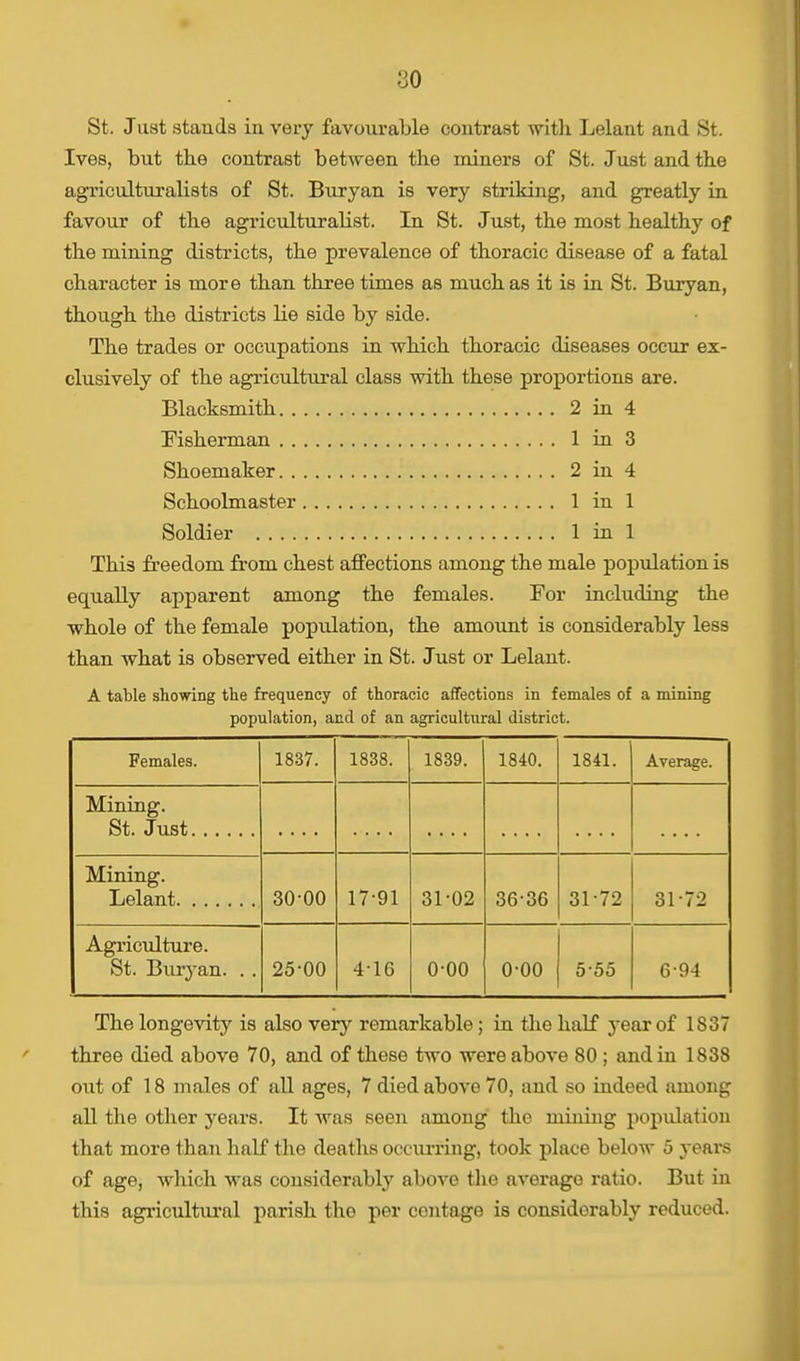 30
St. Just stands in very favourable contrast with Lelant and St.
Ives, but the contrast between the miners of St. Just and the
agriculturalists of St. Buryan is very striking, and greatly in
favour of the agriculturalist. In St. Just, the most healthy of
the mining districts, the prevalence of thoracic disease of a fatal
character is more than three times as much as it is in St. Buryan,
though the districts lie side by side.
The trades or occupations in which thoracic diseases occur ex-
clusively of the agricultural class with these proportions are.
Blacksmith........................ 2 in 4
Fisherman ........................ 1 in 3
Shoemaker........................ 2 in 4
Schoolmaster...................... 1 in 1
Soldier .......................... 1 in 1
This freedom from chest affections among the male population is
equally apparent among the females. For including the
whole of the female population, the amount is considerably less
than what is observed either in St. Just or Lelant.
A table showing the frequency of thoracic affections in females of a mining
population, and of an agricultural district.
Females. 1837. 1838. 1839. 1840. 1841. Average.
Mining.
St. Just...... .... .... .... .... .... ....
Mining.
Lelant....... 30·00 17·91 31·02 36·36 31·72 31·72
Agriculture.
St. Buryan. .. 25·00 4·16 0·00 0·00 5·55 6·94
The longevity is also very remarkable; in the half year of 1837
three died above 70, and of these two were above 80; and in 1838
out of 18 males of all ages, 7 died above 70, and so indeed among
all the other years. It was seen among the mining population
that more than half the deaths occurring, took place below 5 years
of age, which was considerably above the average ratio. But in
this agricultural parish the per centage is considerably reduced.